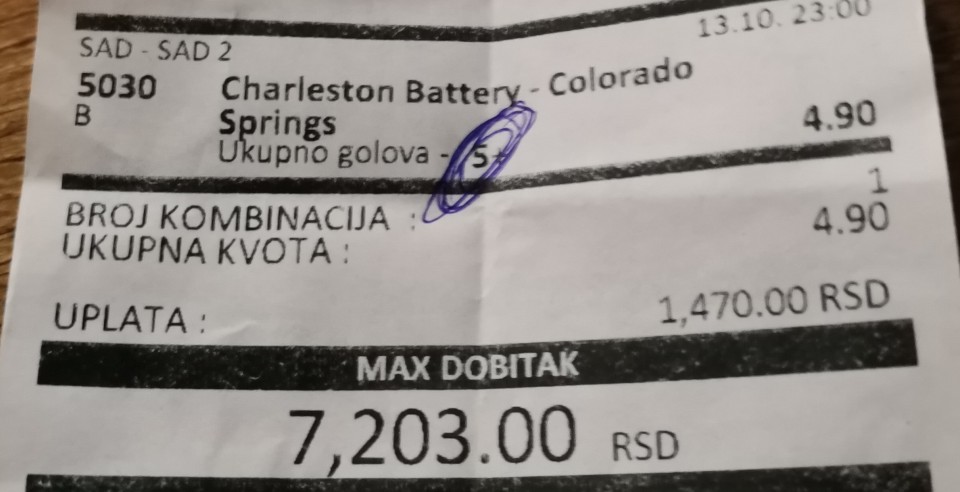 13.10. 23:00
SAD - SAD 2
5030 Charleston Battery - Colorado
B Springs 4.90
Ukupno golova - 5+
BROJ KOMBINACIJA : 1
UKUPNA KVOTA : 4.90
UPLATA : 1,470.00 RSD
MAX DOBITAK
7,203.00 RSD